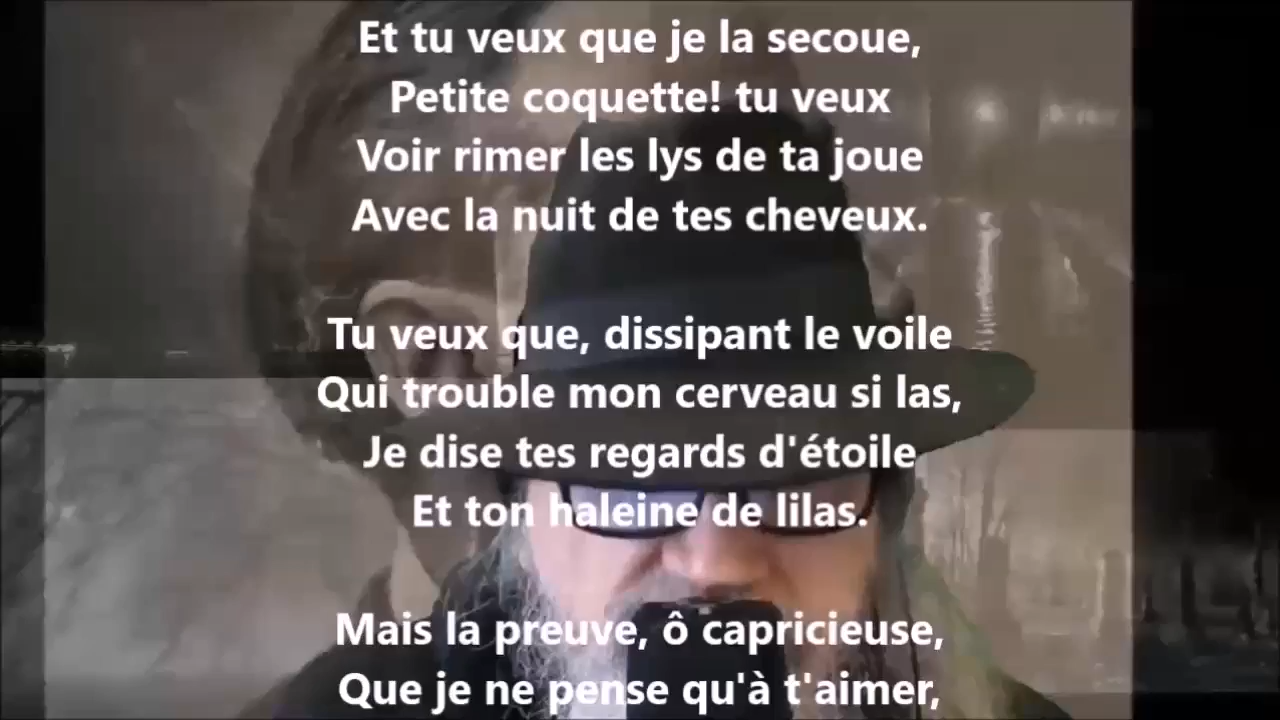 Et tu veux que je la secoue,
Petite coquette! tu veux
Voir rimer les lys de ta joue
Avec la nuit de tes cheveux.
Tu veux que, dissipant le voile
Qui trouble mon cerveau si las,
Je dise tes regards d'étoile
Et ton haleine de lilas.
Mais la preuve, ô capricieuse,
Que je ne pense qu'à t'aimer,